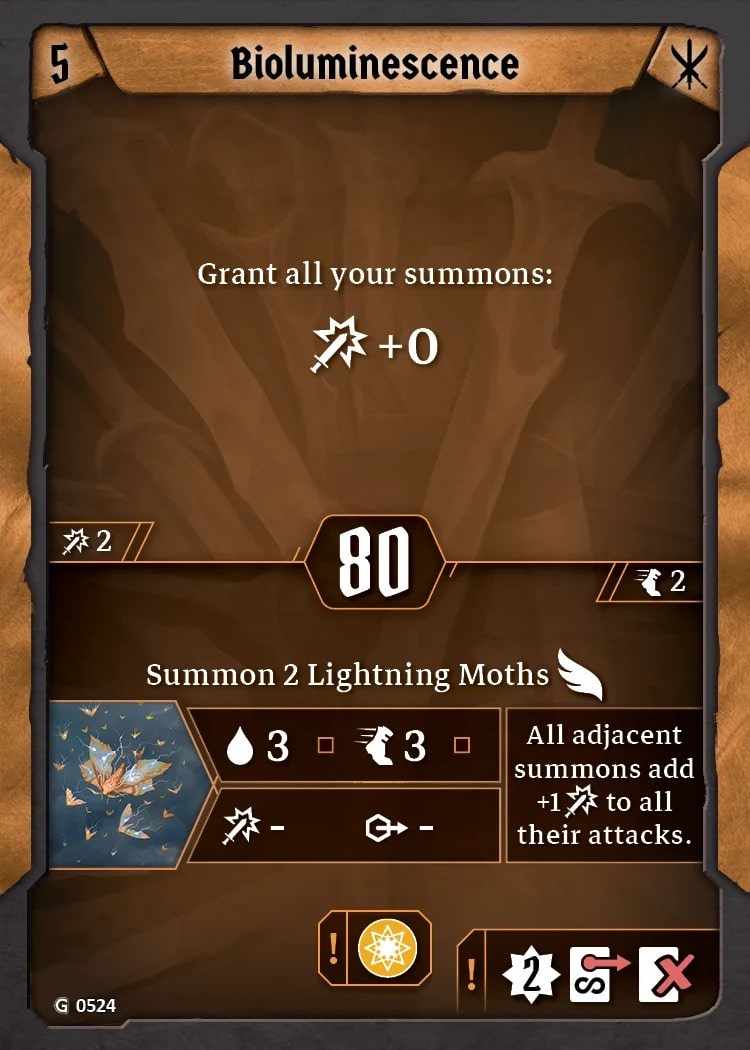 5
Bioluminescence
Grant all your summons:
+0
2
80
2
Summon 2 Lightning Moths
3
3
-
-
All adjacent
summons add
+1 to all
their attacks.
!
!
2
∞
G 0524